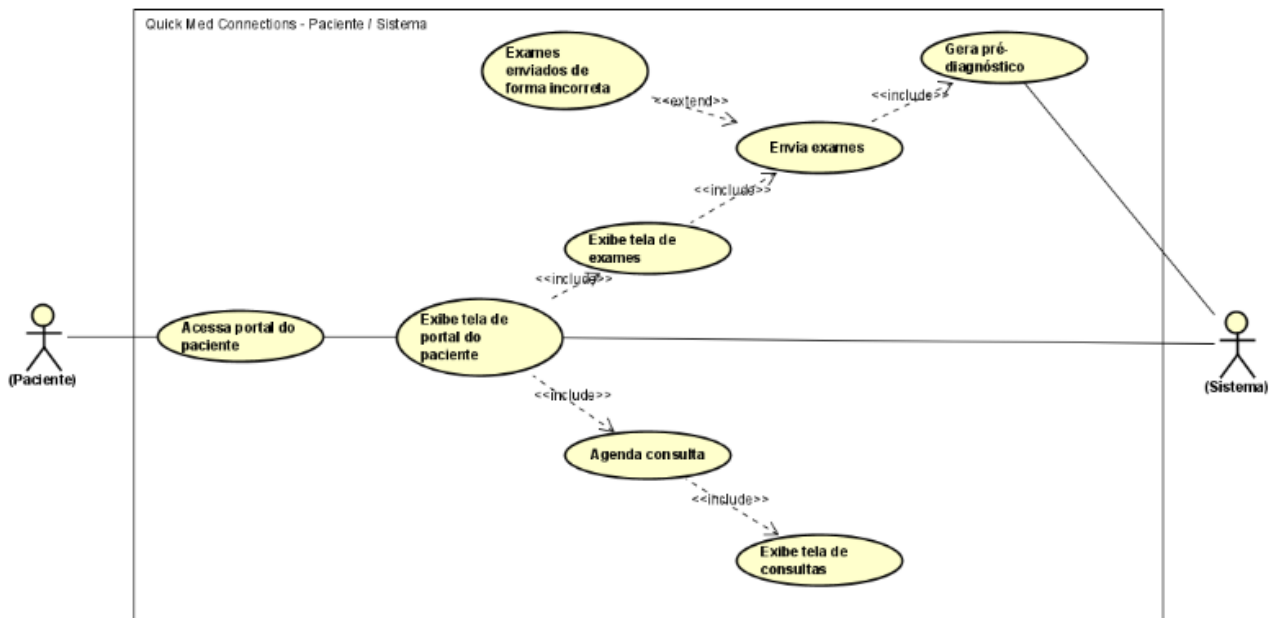 Quick Med Connections - Paciente / Sistema
Exames
enviados de
forma incorreta
Gera pré-
diagnóstico
<<extend>>
<<include>>
Envia exames
<<include>>
Exibe tela de
exames
<<include>>
Acessa portal do
paciente
Exibe tela de
portal do
paciente
(Paciente)
(Sistema)
<<include>>
Agenda consulta
<<include>>
Exibe tela de
consultas